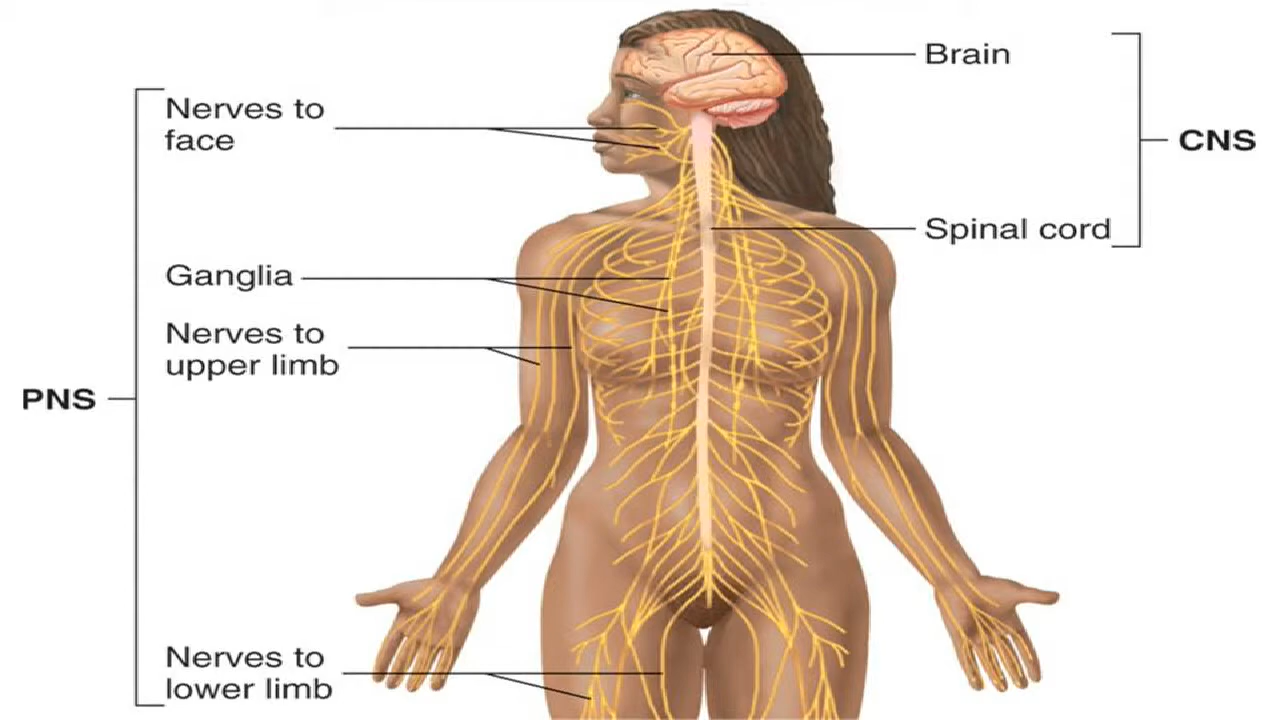 Brain
CNS
Spinal cord
Nerves to
face
Ganglia
Nerves to
upper limb
PNS
Nerves to
lower limb